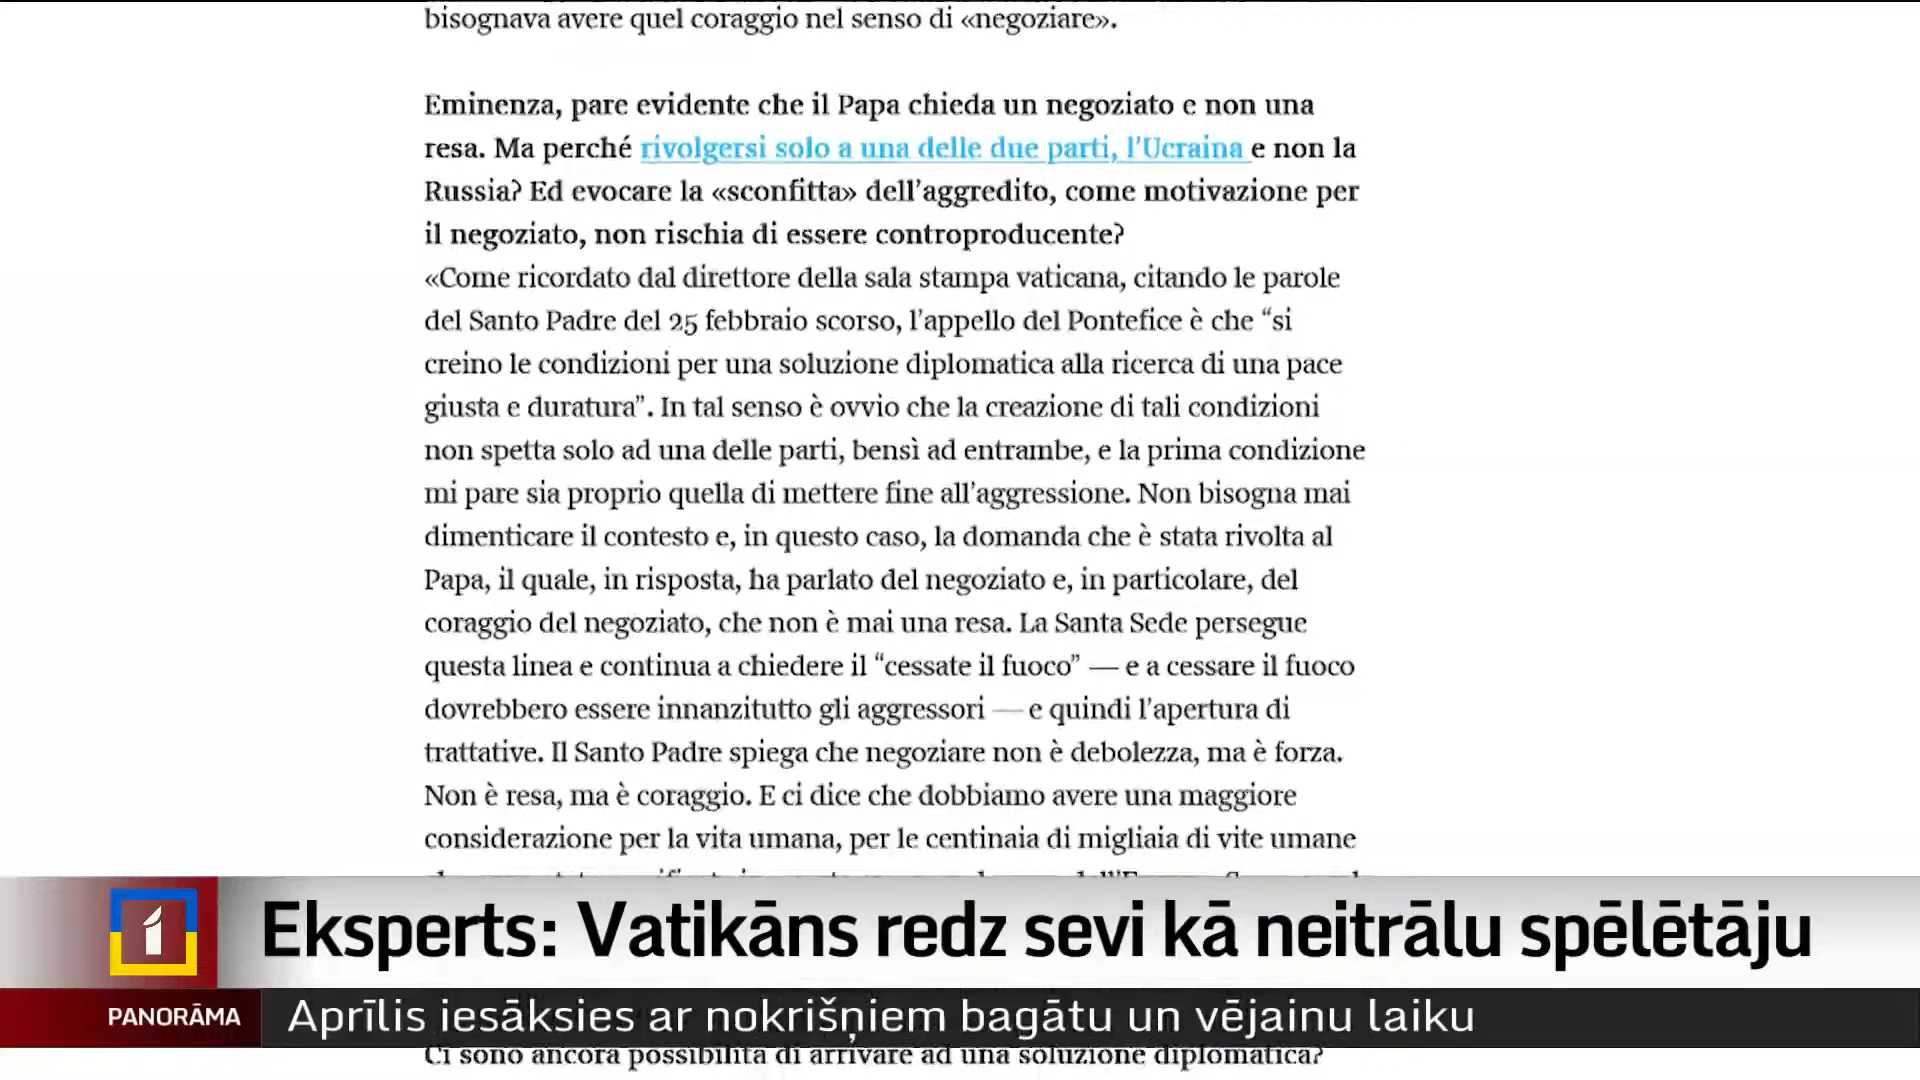 bisognava avere quel coraggio nel senso di «negoziare».
Eminenza, pare evidente che il Papa chieda un negoziato e non una
resa. Ma perché rivolgersi solo a una delle due parti, l'Ucraina e non la
Russia? Ed evocare la «sconfitta» dell'aggredito, come motivazione per
il negoziato, non rischia di essere controproducente?
«Come ricordato dal direttore della sala stampa vaticana, citando le parole
del Santo Padre del 25 febbraio scorso, l'appello del Pontefice è che “si
creino le condizioni per una soluzione diplomatica alla ricerca di una pace
giusta e duratura”. In tal senso è ovvio che la creazione di tali condizioni
non spetta solo ad una delle parti, bensì ad entrambe, e la prima condizione
mi pare sia proprio quella di mettere fine all'aggressione. Non bisogna mai
dimenticare il contesto e, in questo caso, la domanda che è stata rivolta al
Papa, il quale, in risposta, ha parlato del negoziato e, in particolare, del
coraggio del negoziato, che non è mai una resa. La Santa Sede persegue
questa linea e continua a chiedere il “cessate il fuoco” — e a cessare il fuoco
dovrebbero essere innanzitutto gli aggressori — e quindi l'apertura di
trattative. Il Santo Padre spiega che negoziare non è debolezza, ma è forza.
Non è resa, ma è coraggio. E ci dice che dobbiamo avere una maggiore
considerazione per la vita umana, per le centinaia di migliaia di vite umane
1
Eksperts: Vatikāns redz sevi kā neitrālu spēlētāju
PANORĀMA
Aprīlis iesāksies ar nokrišņiem bagātu un vējainu laiku
Ci sono ancora possibilità di arrivare ad una soluzione diplomatica?